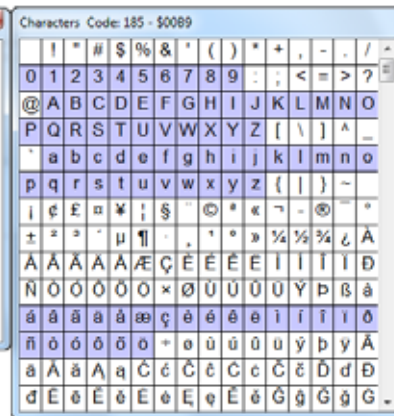 Characters Code: 185 - $00B9
! " # $ % & ' ( ) * + , - . /
0 1 2 3 4 5 6 7 8 9 : ; < = > ?
@ A B C D E F G H I J K L M N O
P Q R S T U V W X Y Z [ \ ] ^ _
` a b c d e f g h i j k l m n o
p q r s t u v w x y z { | } ~
¡ ¢ £ ¤ ¥ ¦ § ¨ © ª « ¬ - ® ¯ °
± ² ³ ´ µ ¶ · ¸ ¹ º » ¼ ½ ¾ ¿ À
Á Â Ã Ä Å Æ Ç È É Ê Ë Ì Í Î Ï Ð
Ñ Ò Ó Ô Õ Ö × Ø Ù Ú Û Ü Ý Þ ß à
á â ã ä å æ ç è é ê ë ì í î ï ð
ñ ò ó ô õ ö ÷ ø ù ú û ü ý þ ÿ Ā
ā Ă ă Ą ą Ć ć Ĉ ĉ Ċ ċ Č č Ď ď Đ
đ Ē ē Ĕ ĕ Ė ė Ę ę Ě ě Ĝ ĝ Ğ ğ Ġ